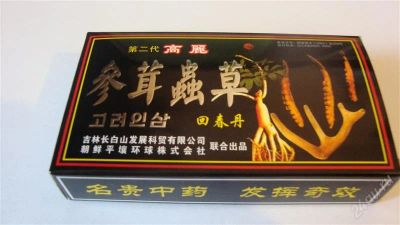 第二代 高麗
参茸蟲草
고려인삼
回春丹
吉林长白山发展科贸有限公司
朝鲜平壤环球株式会社
联合出品
名贵中药 发挥奇效